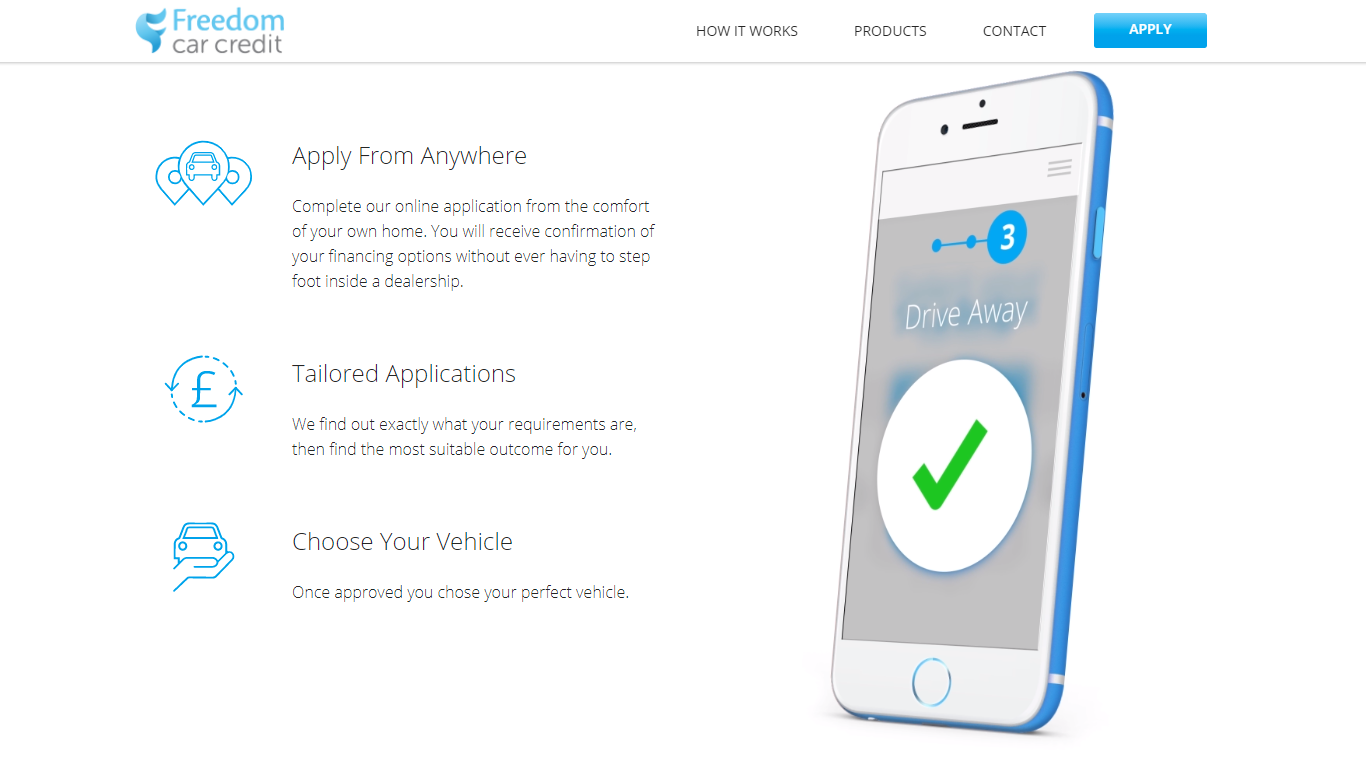 Freedom
car credit
HOW IT WORKS
PRODUCTS
CONTACT
APPLY
Apply From Anywhere
Complete our online application from the comfort
of your own home. You will receive confirmation of
your financing options without ever having to step
foot inside a dealership.
£
Tailored Applications
We find out exactly what your requirements are,
then find the most suitable outcome for you.
Choose Your Vehicle
Once approved you chose your perfect vehicle.
3
Drive Away